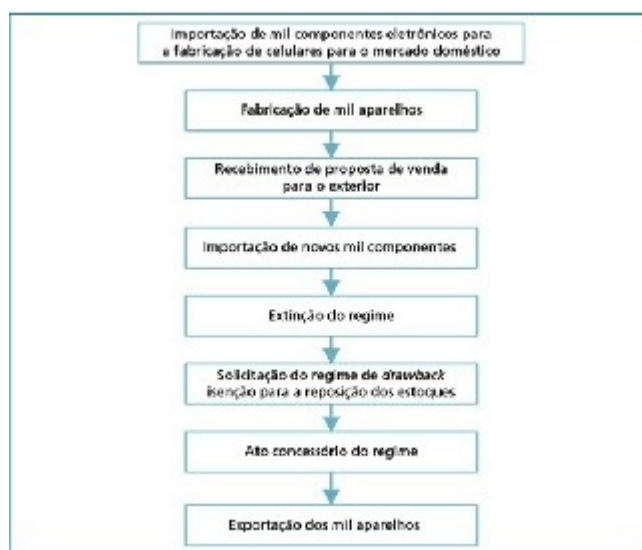 Importação de mil componentes eletrônicos para
a fabricação de celulares para o mercado doméstico
Fabricação de mil aparelhos
Recebimento de proposta de venda
para o exterior
Importação de novos mil componentes
Extinção do regime
Solicitação do regime de drawback
isenção para a reposição dos estoques
Ato concessório do regime
Exportação dos mil aparelhos